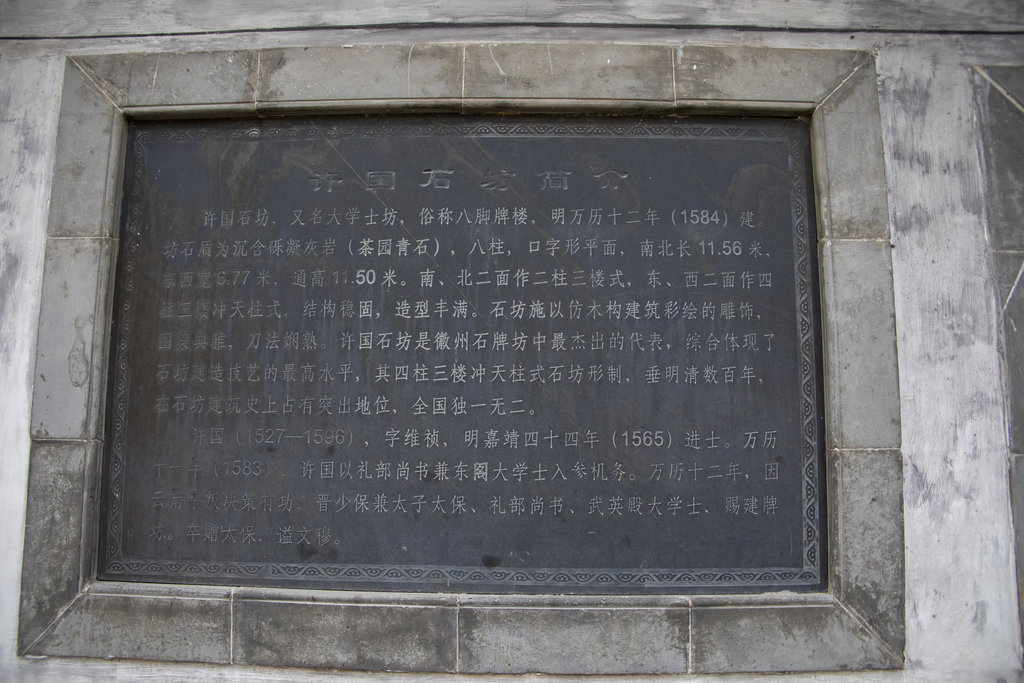 许国石坊简介
许国石坊，又名大学士坊，俗称八脚牌楼，明万历十二年（1584）建。
坊石质为沉含砾凝灰岩（茶园青石），八柱，口字形平面，南北长 11.56 米，
东西宽 6.77 米，通高 11.50 米。南、北二面作二柱三楼式，东、西二面作四
柱三楼冲天柱式，结构稳固，造型丰满。石坊施以仿木构建筑彩绘的雕饰，
雅，刀法娴熟。许国石坊是徽州石牌坊中最杰出的代表，综合体现了
石坊建造技艺的最高水平，其四柱三楼冲天柱式石坊形制，垂明清数百年，
在石坊建筑史上占有突出地位，全国独一无二。
许国（1527—1596），字维祯，明嘉靖四十四年（1565）进士。万历
十一年（1583），许国以礼部尚书兼东阁大学士入参机务。万历十二年，因
云南平叛决策有功，晋少保兼太子太保、礼部尚书、武英殿大学士，赐建牌
坊。卒赠太保，谥文穆。